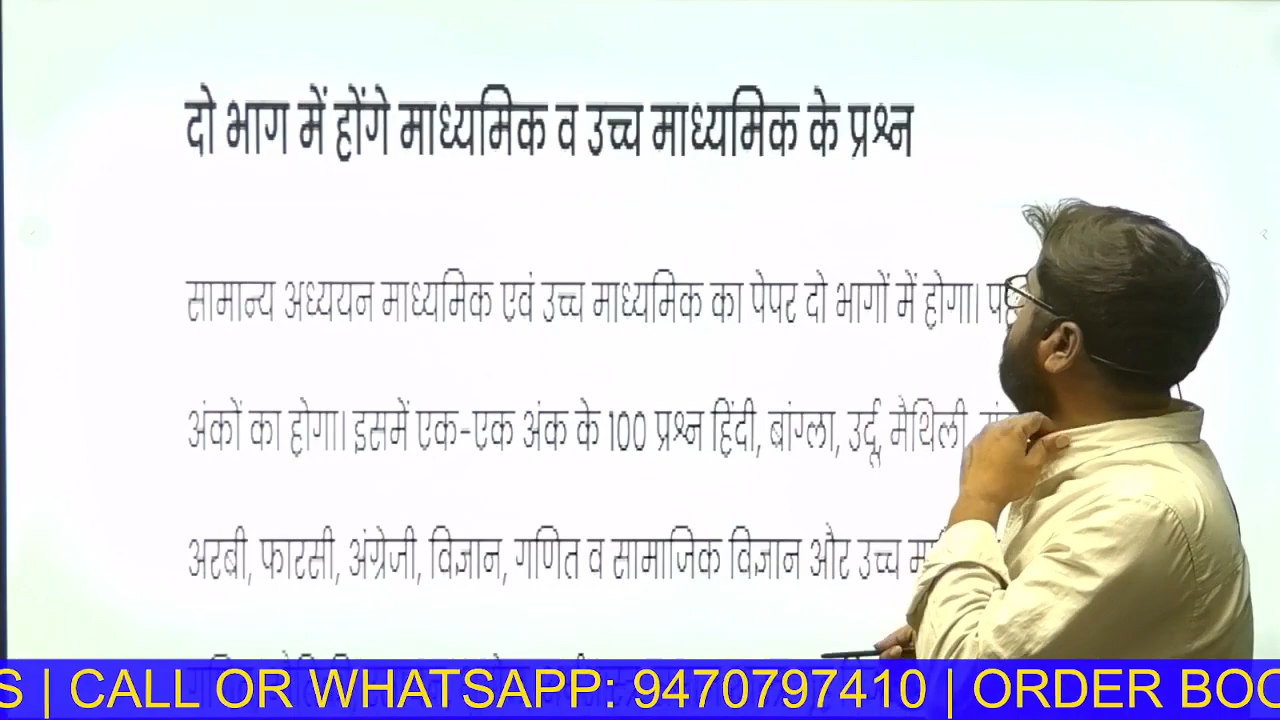 दो भाग में होंगे माध्यमिक व उच्च माध्यमिक के प्रश्न
सामान्य अध्ययन माध्यमिक एवं उच्च माध्यमिक का पेपर दो भागों में होगा।
अंकों का होगा। इसमें एक-एक अंक के 100 प्रश्न हिंदी, बांग्ला, उर्दू, मैथिली,
अरबी, फारसी, अंग्रेजी, विज्ञान, गणित व सामाजिक विज्ञान और उच्च
S | CALL OR WHATSAPP: 9470797410 | ORDER BOO